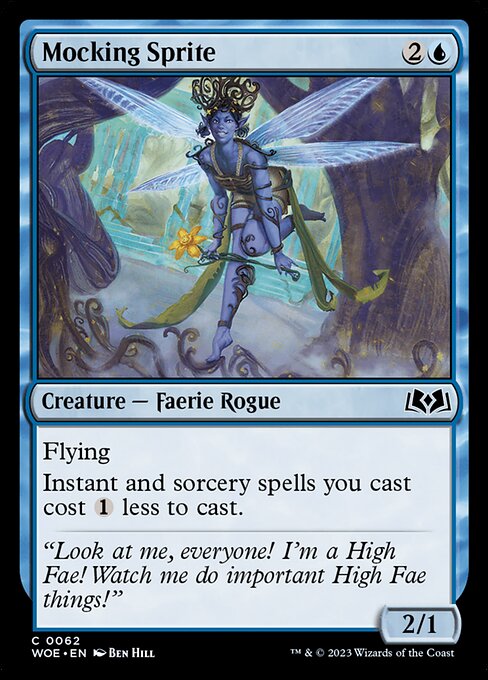 Mocking Sprite 2
Creature — Faerie Rogue
Flying
Instant and sorcery spells you cast
cost 1 less to cast.
“Look at me, everyone! I’m a High
Fae! Watch me do important High Fae
things!”
2/1
C 0062
WOE • EN Ben Hill
™ & © 2023 Wizards of the Coast